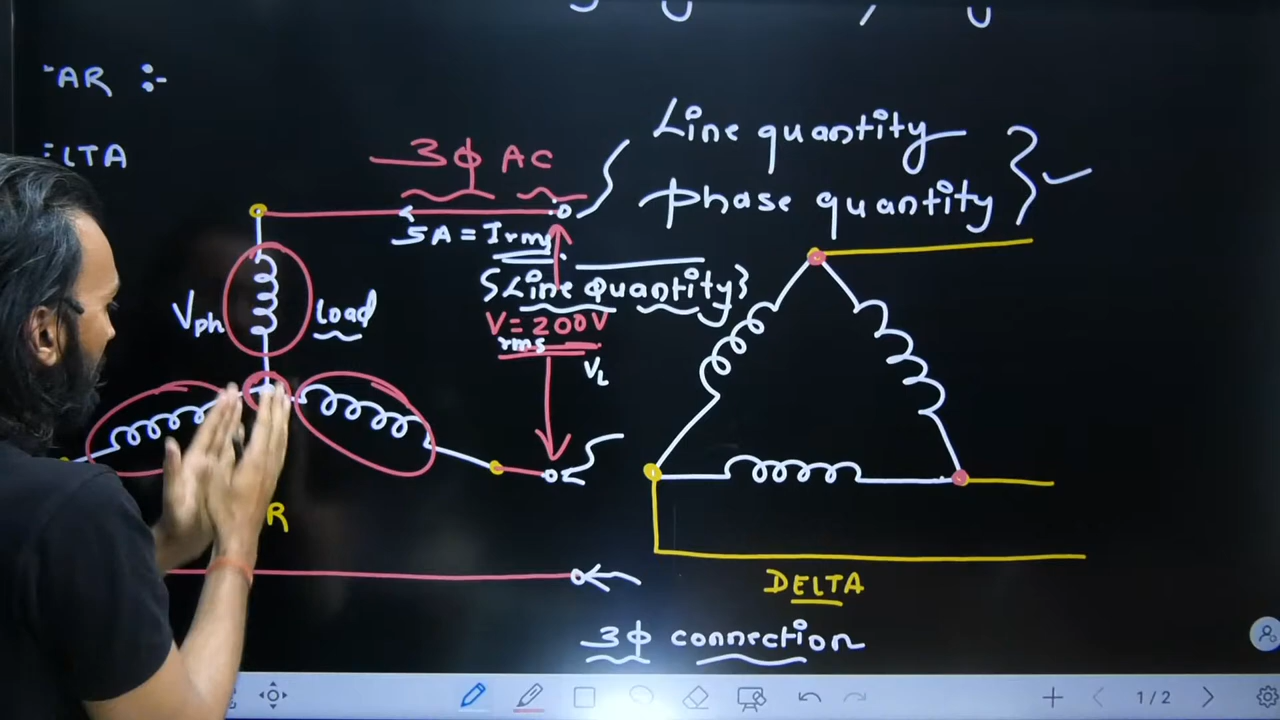 AR :-
LTA
Line quantity
phase quantity
3ϕ AC
5A = Irms
{Line Quantity}
V = 200V
rms
VL
Vph
Load
R
DELTA
3ϕ connection
1/2